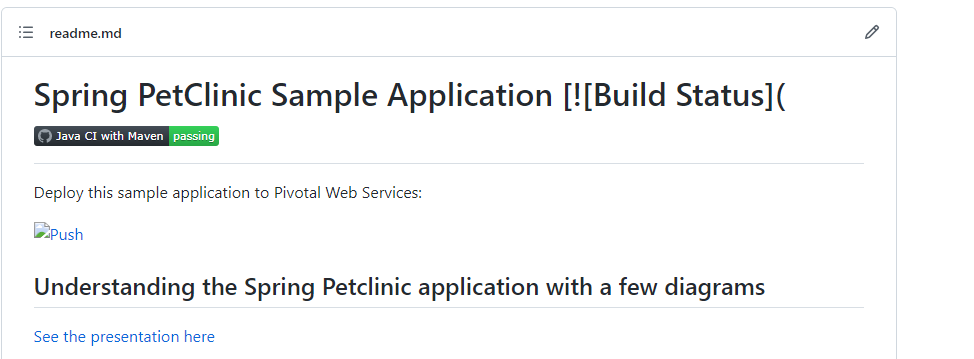 readme.md
Spring PetClinic Sample Application [![Build Status](
Java CI with Maven passing
Deploy this sample application to Pivotal Web Services:
Push
Understanding the Spring Petclinic application with a few diagrams
See the presentation here